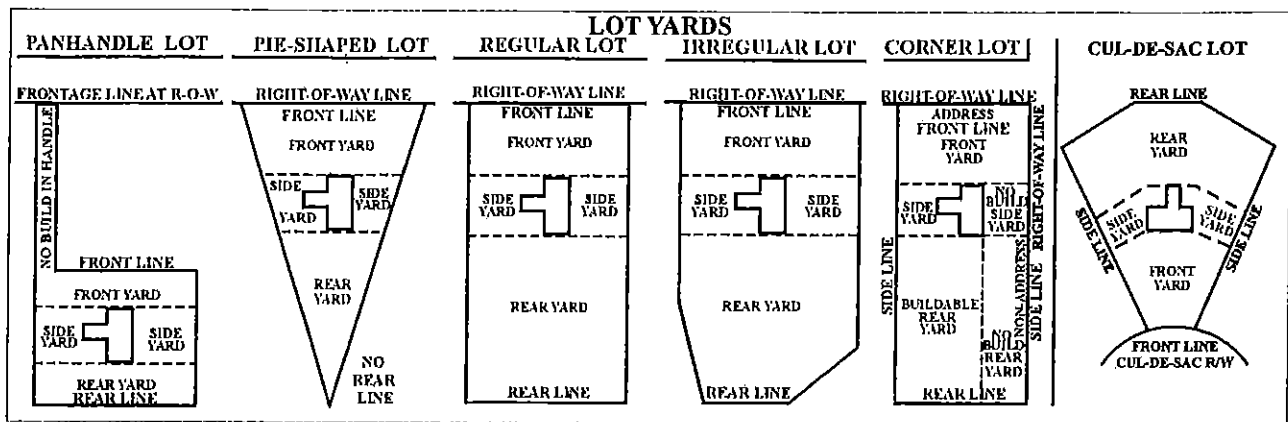 LOT YARDS
PANHANDLE LOT
FRONTAGE LINE AT R-O-W
NO BUILD IN HANDLE
FRONT LINE
FRONT YARD
SIDE YARD
SIDE YARD
REAR YARD
REAR LINE
PIE-SHAPED LOT
RIGHT-OF-WAY LINE
FRONT LINE
FRONT YARD
SIDE YARD
SIDE YARD
REAR YARD
NO REAR LINE
REGULAR LOT
RIGHT-OF-WAY LINE
FRONT LINE
FRONT YARD
SIDE YARD
SIDE YARD
REAR YARD
REAR LINE
IRREGULAR LOT
RIGHT-OF-WAY LINE
FRONT LINE
FRONT YARD
SIDE YARD
SIDE YARD
REAR YARD
REAR LINE
CORNER LOT
RIGHT-OF-WAY LINE
ADDRESS
FRONT LINE
FRONT YARD
SIDE YARD
NO BUILD SIDE YARD
RIGHT-OF-WAY LINE
SIDE LINE
BUILDABLE REAR YARD
NO BUILD REAR YARD
NON-ADDRESS
SIDE LINE
REAR LINE
CUL-DE-SAC LOT
REAR LINE
REAR YARD
SIDE YARD
SIDE YARD
SIDE LINE
SIDE LINE
FRONT YARD
FRONT LINE
CUL-DE-SAC R/W